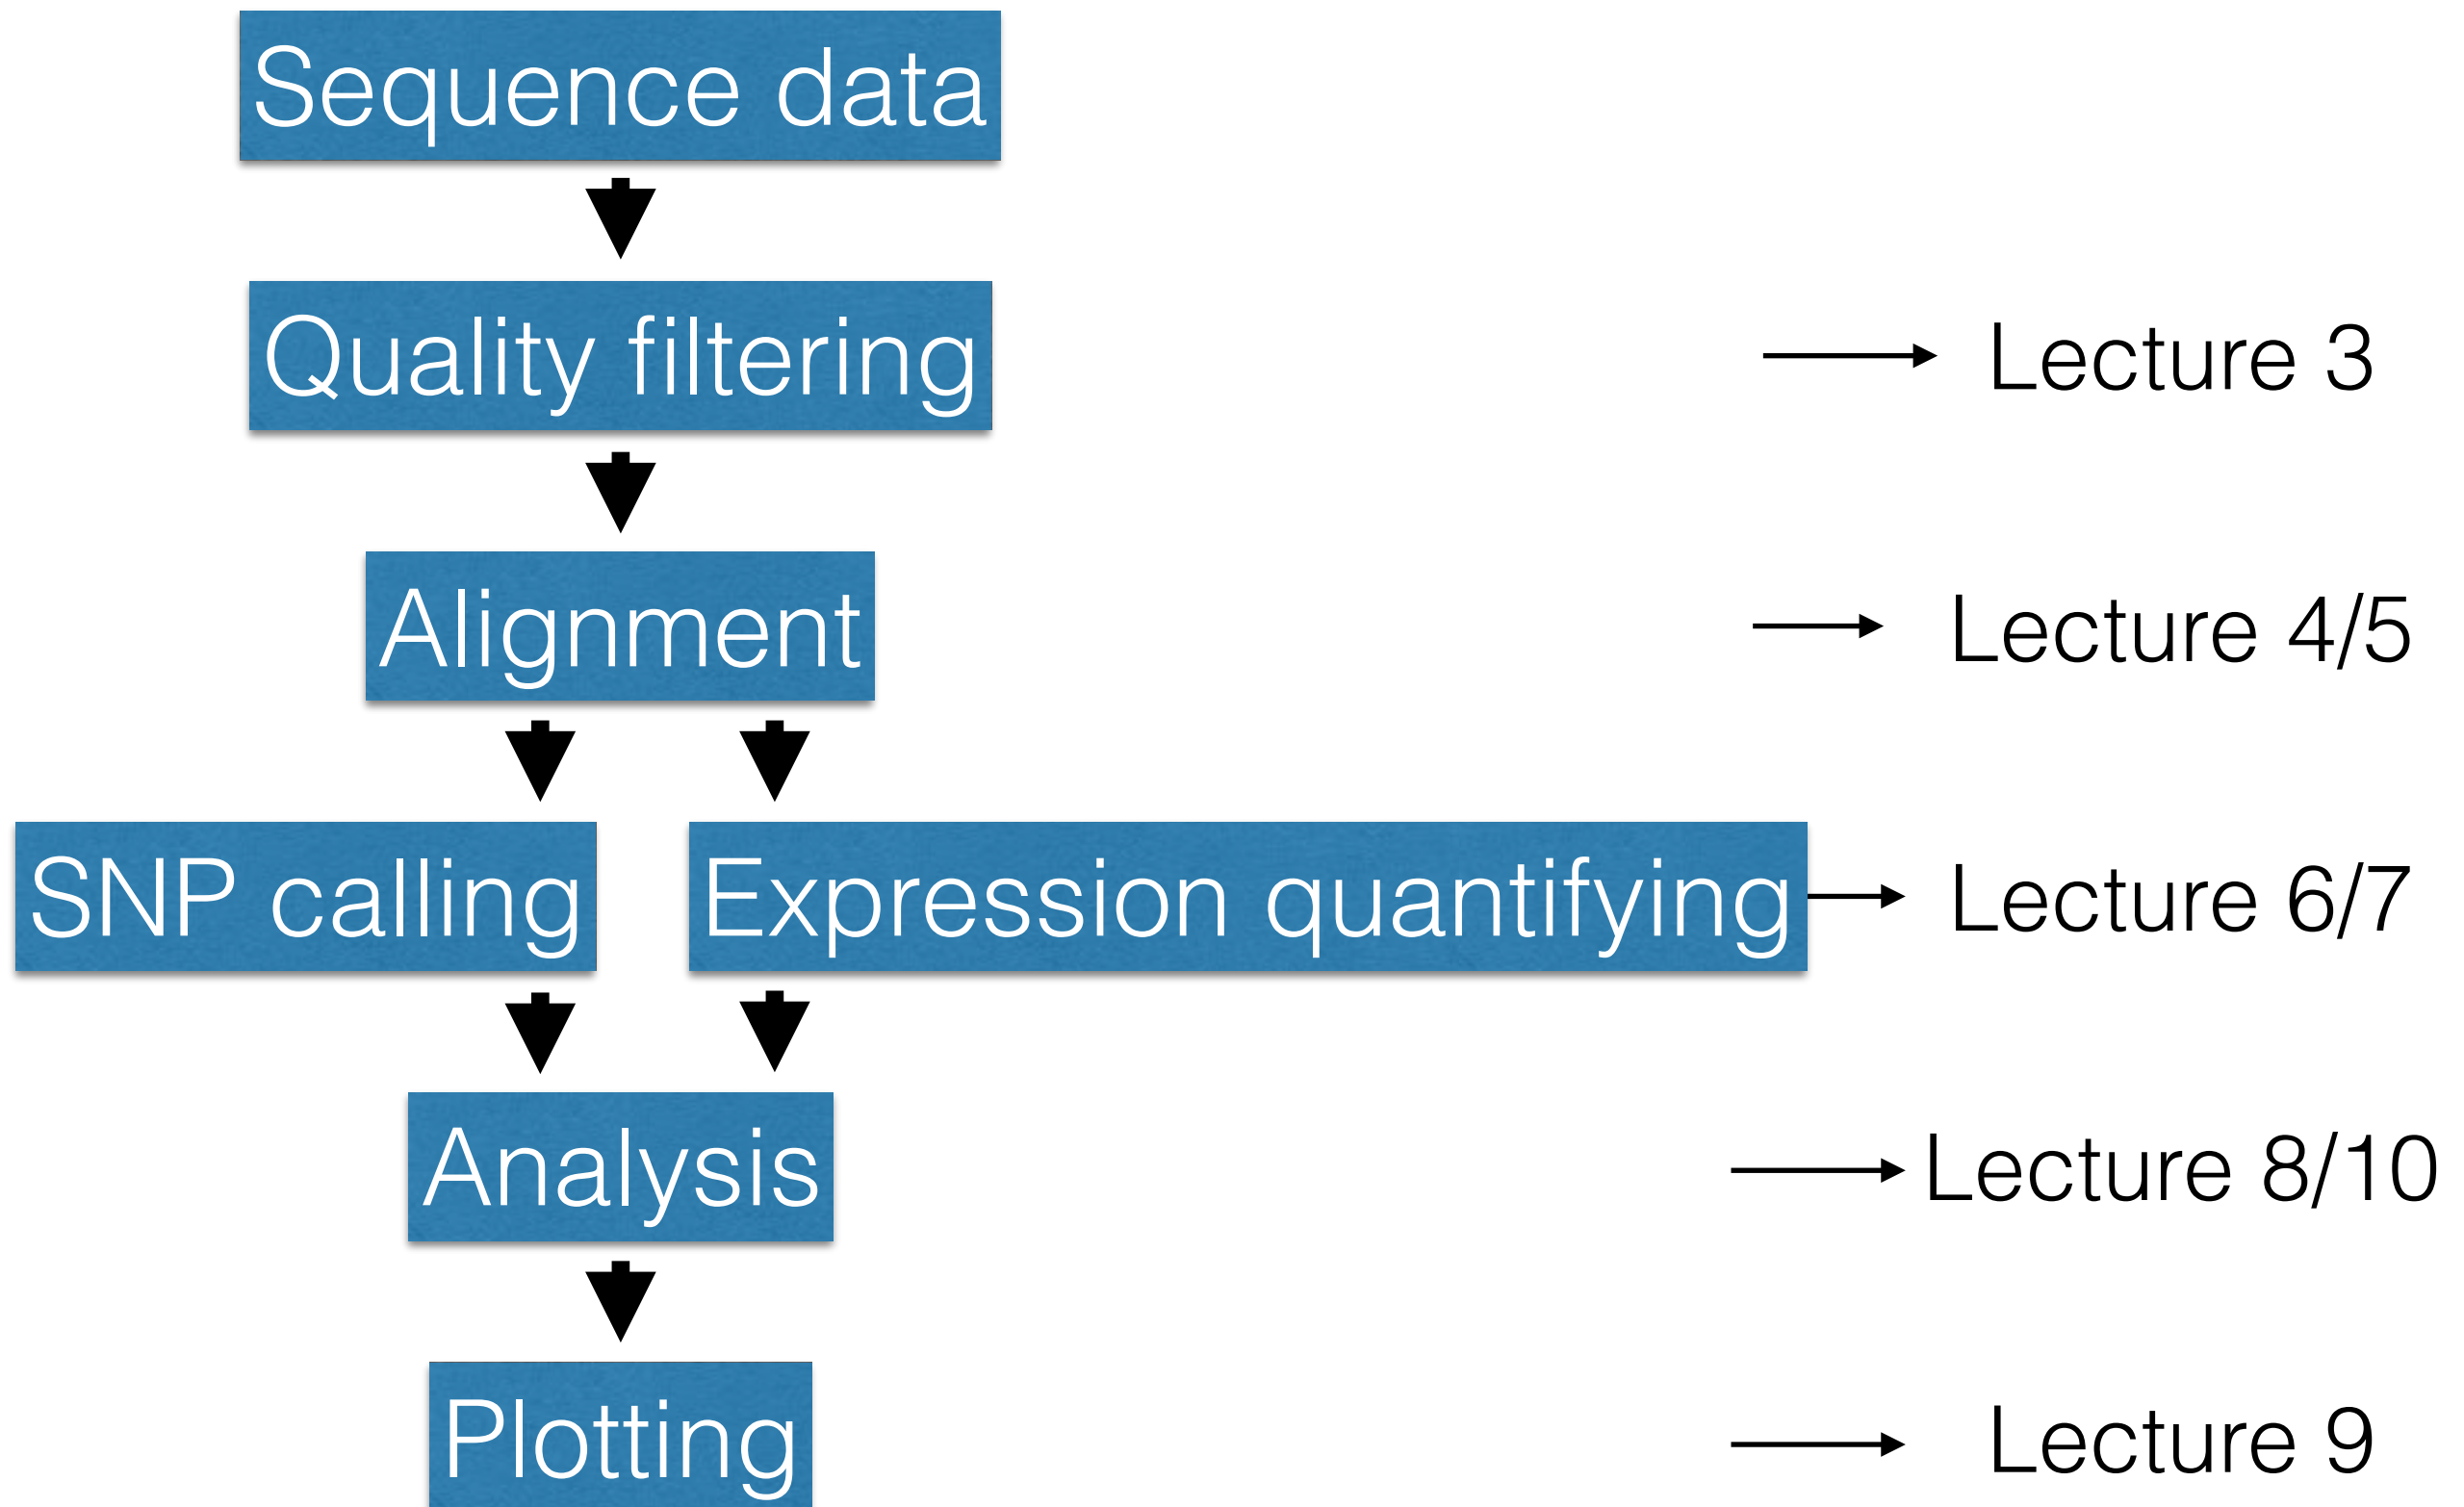 Sequence data
Quality filtering
Lecture 3
Alignment
Lecture 4/5
SNP calling
Expression quantifying
Lecture 6/7
Analysis
Lecture 8/10
Plotting
Lecture 9